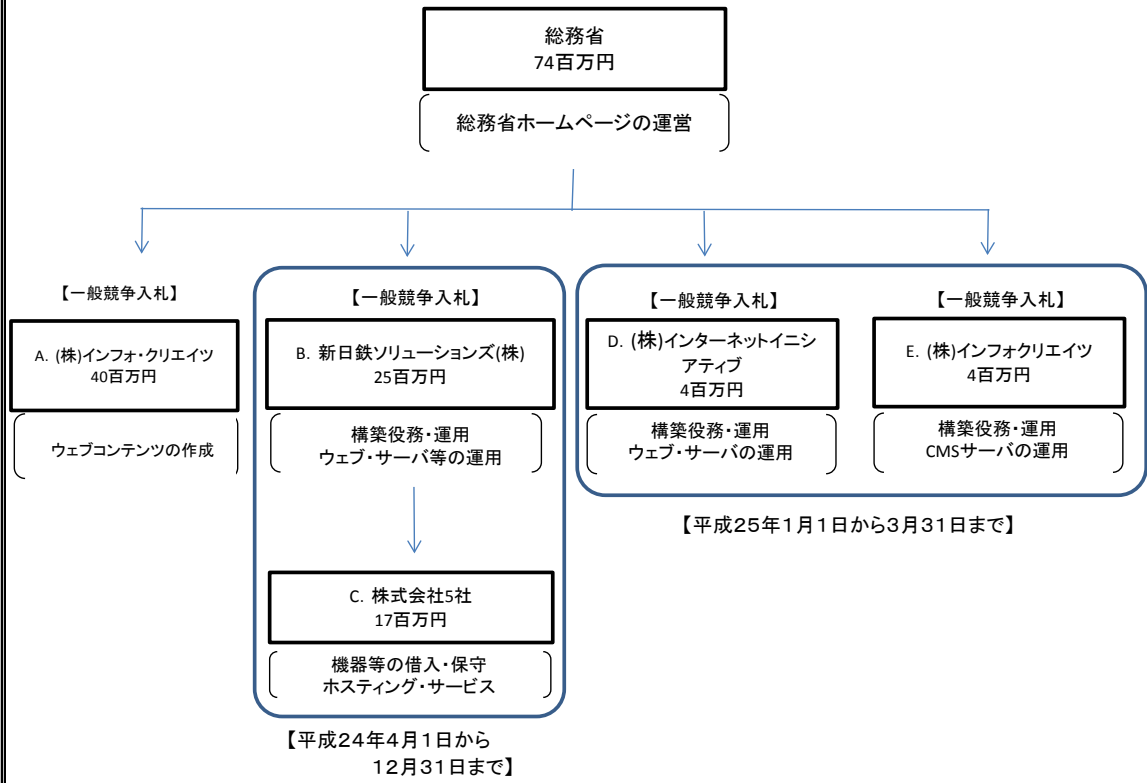 総務省
74百万円
総務省ホームページの運営
【一般競争入札】
A. (株)インフォ・クリエイツ
40百万円
ウェブコンテンツの作成
【一般競争入札】
B. 新日鉄ソリューションズ(株)
25百万円
構築役務・運用
ウェブ・サーバ等の運用
C. 株式会社5社
17百万円
機器等の借入・保守
ホスティング・サービス
【平成24年4月1日から
12月31日まで】
【一般競争入札】
D. (株)インターネットイニシ
アティブ
4百万円
構築役務・運用
ウェブ・サーバの運用
【一般競争入札】
E. (株)インフォクリエイツ
4百万円
構築役務・運用
CMSサーバの運用
【平成25年1月1日から3月31日まで】